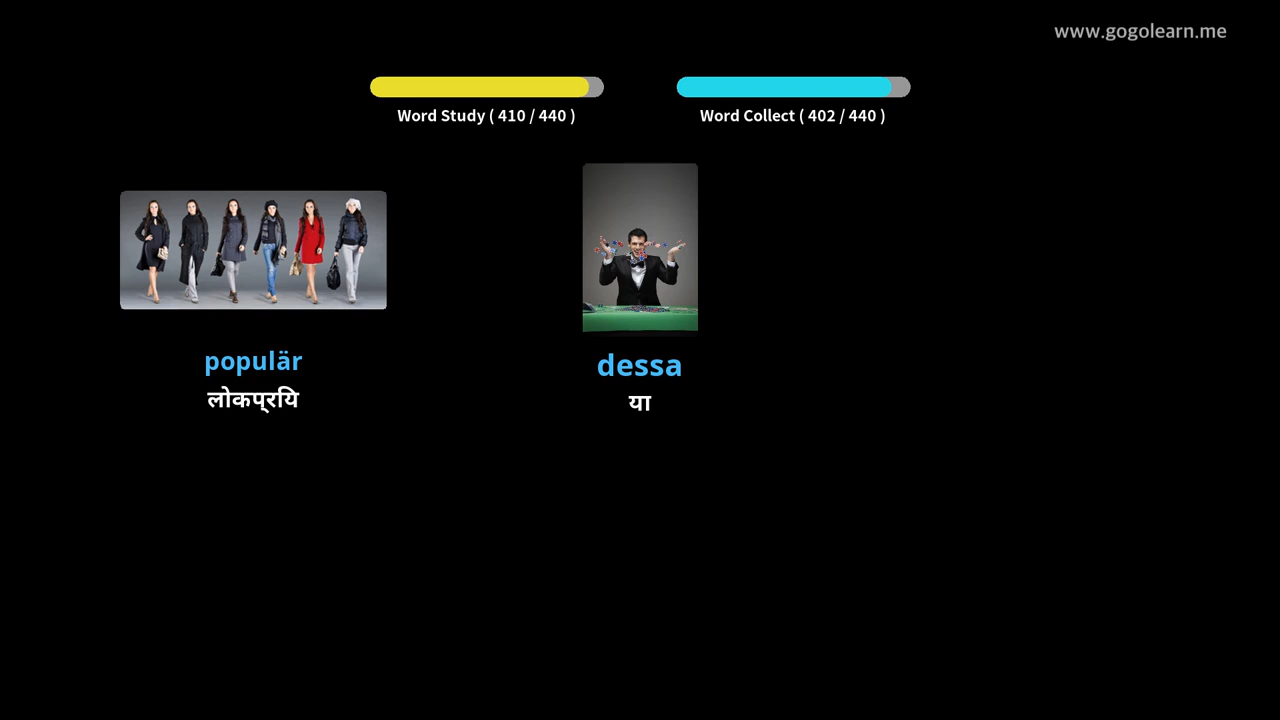 www.gogolearn.me
Word Study ( 410 / 440 )
Word Collect ( 402 / 440 )
populär
लोकप्रयि
dessa
या